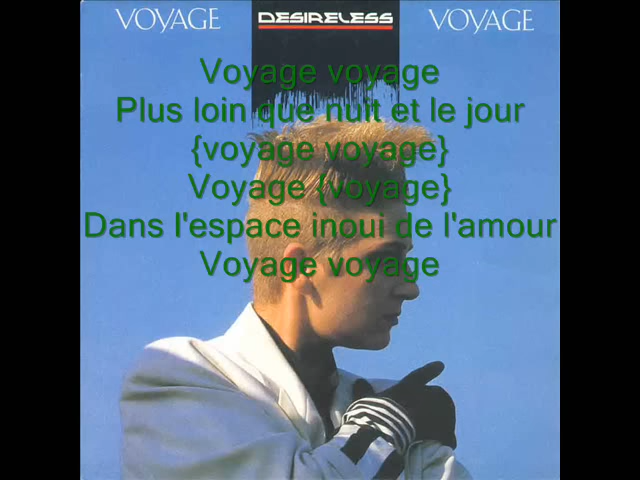 VOYAGE DESIRELESS VOYAGE
Voyage voyage
Plus loin que nuit et le jour
{voyage voyage}
Voyage {voyage}
Dans l'espace inoui de l'amour
Voyage voyage